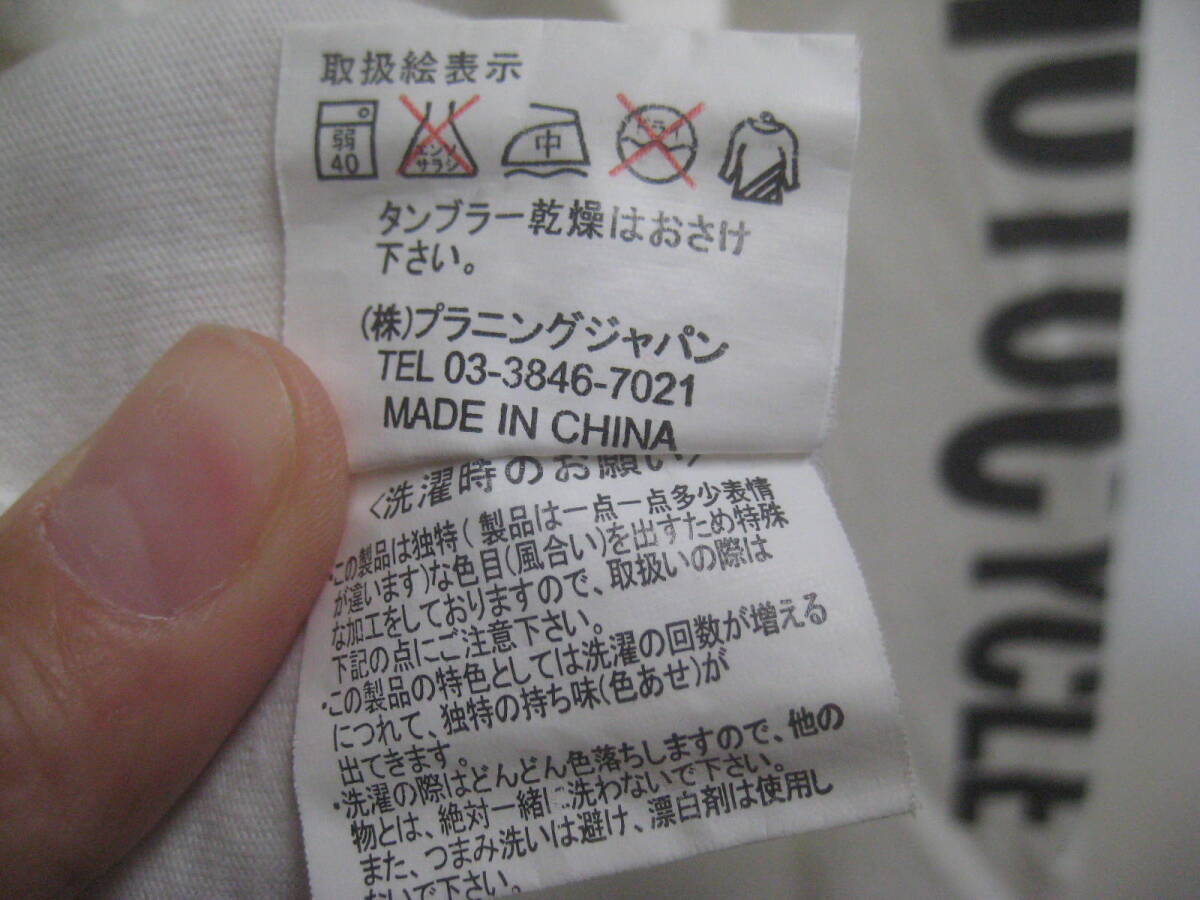 取扱絵表示
弱 エンソ 中 ドライ
40 サラシ
タンブラー乾燥はおさけ
下さい。
(株)プラニングジャパン
TEL 03-3846-7021
MADE IN CHINA
<洗濯時のお願い>
・この製品は独特(製品は一点一点多少表情
が違います)な色目(風合い)を出すため特殊
な加工をしておりますので、取扱いの際は
下記の点にご注意下さい。
・この製品の特色としては洗濯の回数が増える
につれて、独特の持ち味(色あせ)が
出てきます。
・洗濯の際はどんどん色落ちしますので、他の
物とは、絶対一緒に洗わないで下さい。
また、つまみ洗いは避け、漂白剤は使用し
ないで下さい。
CYCLE